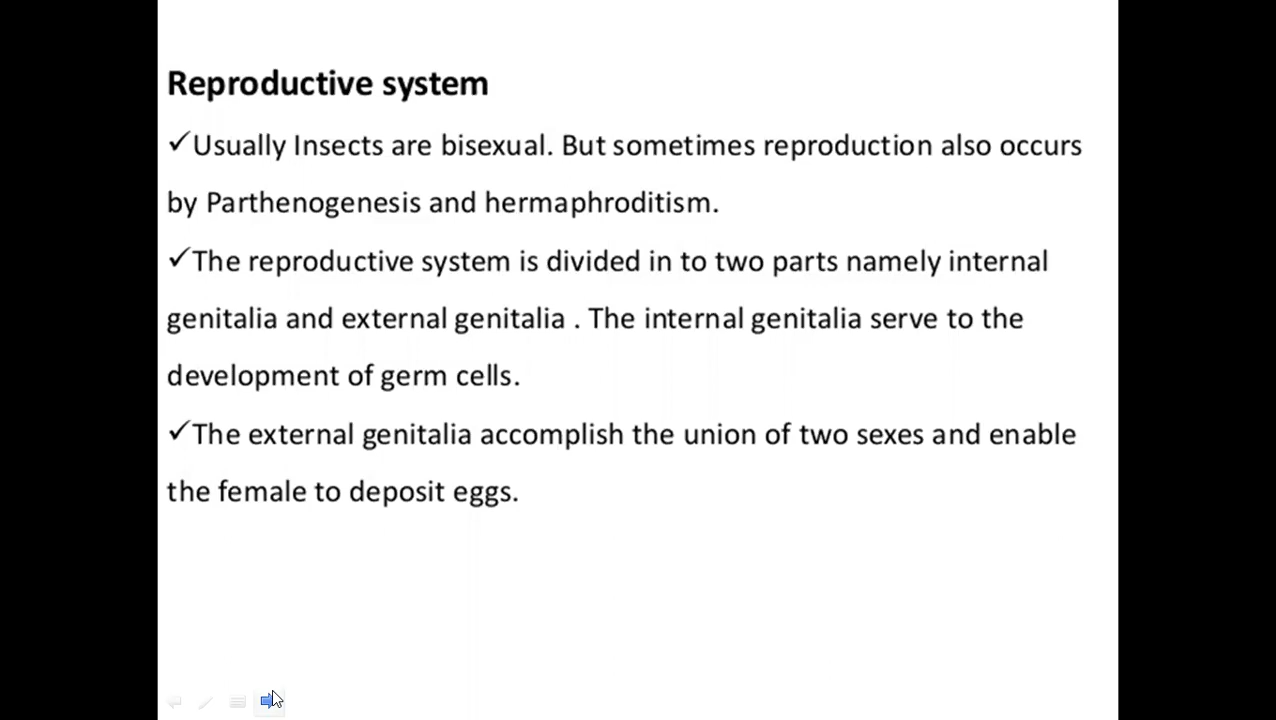 Reproductive system
✓Usually Insects are bisexual. But sometimes reproduction also occurs
by Parthenogenesis and hermaphroditism.
✓The reproductive system is divided in to two parts namely internal
genitalia and external genitalia . The internal genitalia serve to the
development of germ cells.
✓The external genitalia accomplish the union of two sexes and enable
the female to deposit eggs.